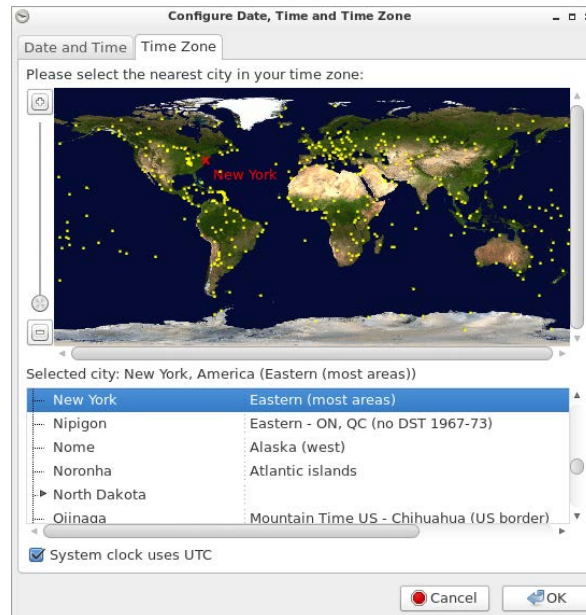 Configure Date, Time and Time Zone
Date and Time Time Zone
Please select the nearest city in your time zone:
New York
Selected city: New York, America (Eastern (most areas))
New York Eastern (most areas)
Nipigon Eastern - ON, QC (no DST 1967-73)
Nome Alaska (west)
Noronha Atlantic islands
North Dakota
Ojinaga Mountain Time US - Chihuahua (US border)
System clock uses UTC
Cancel OK